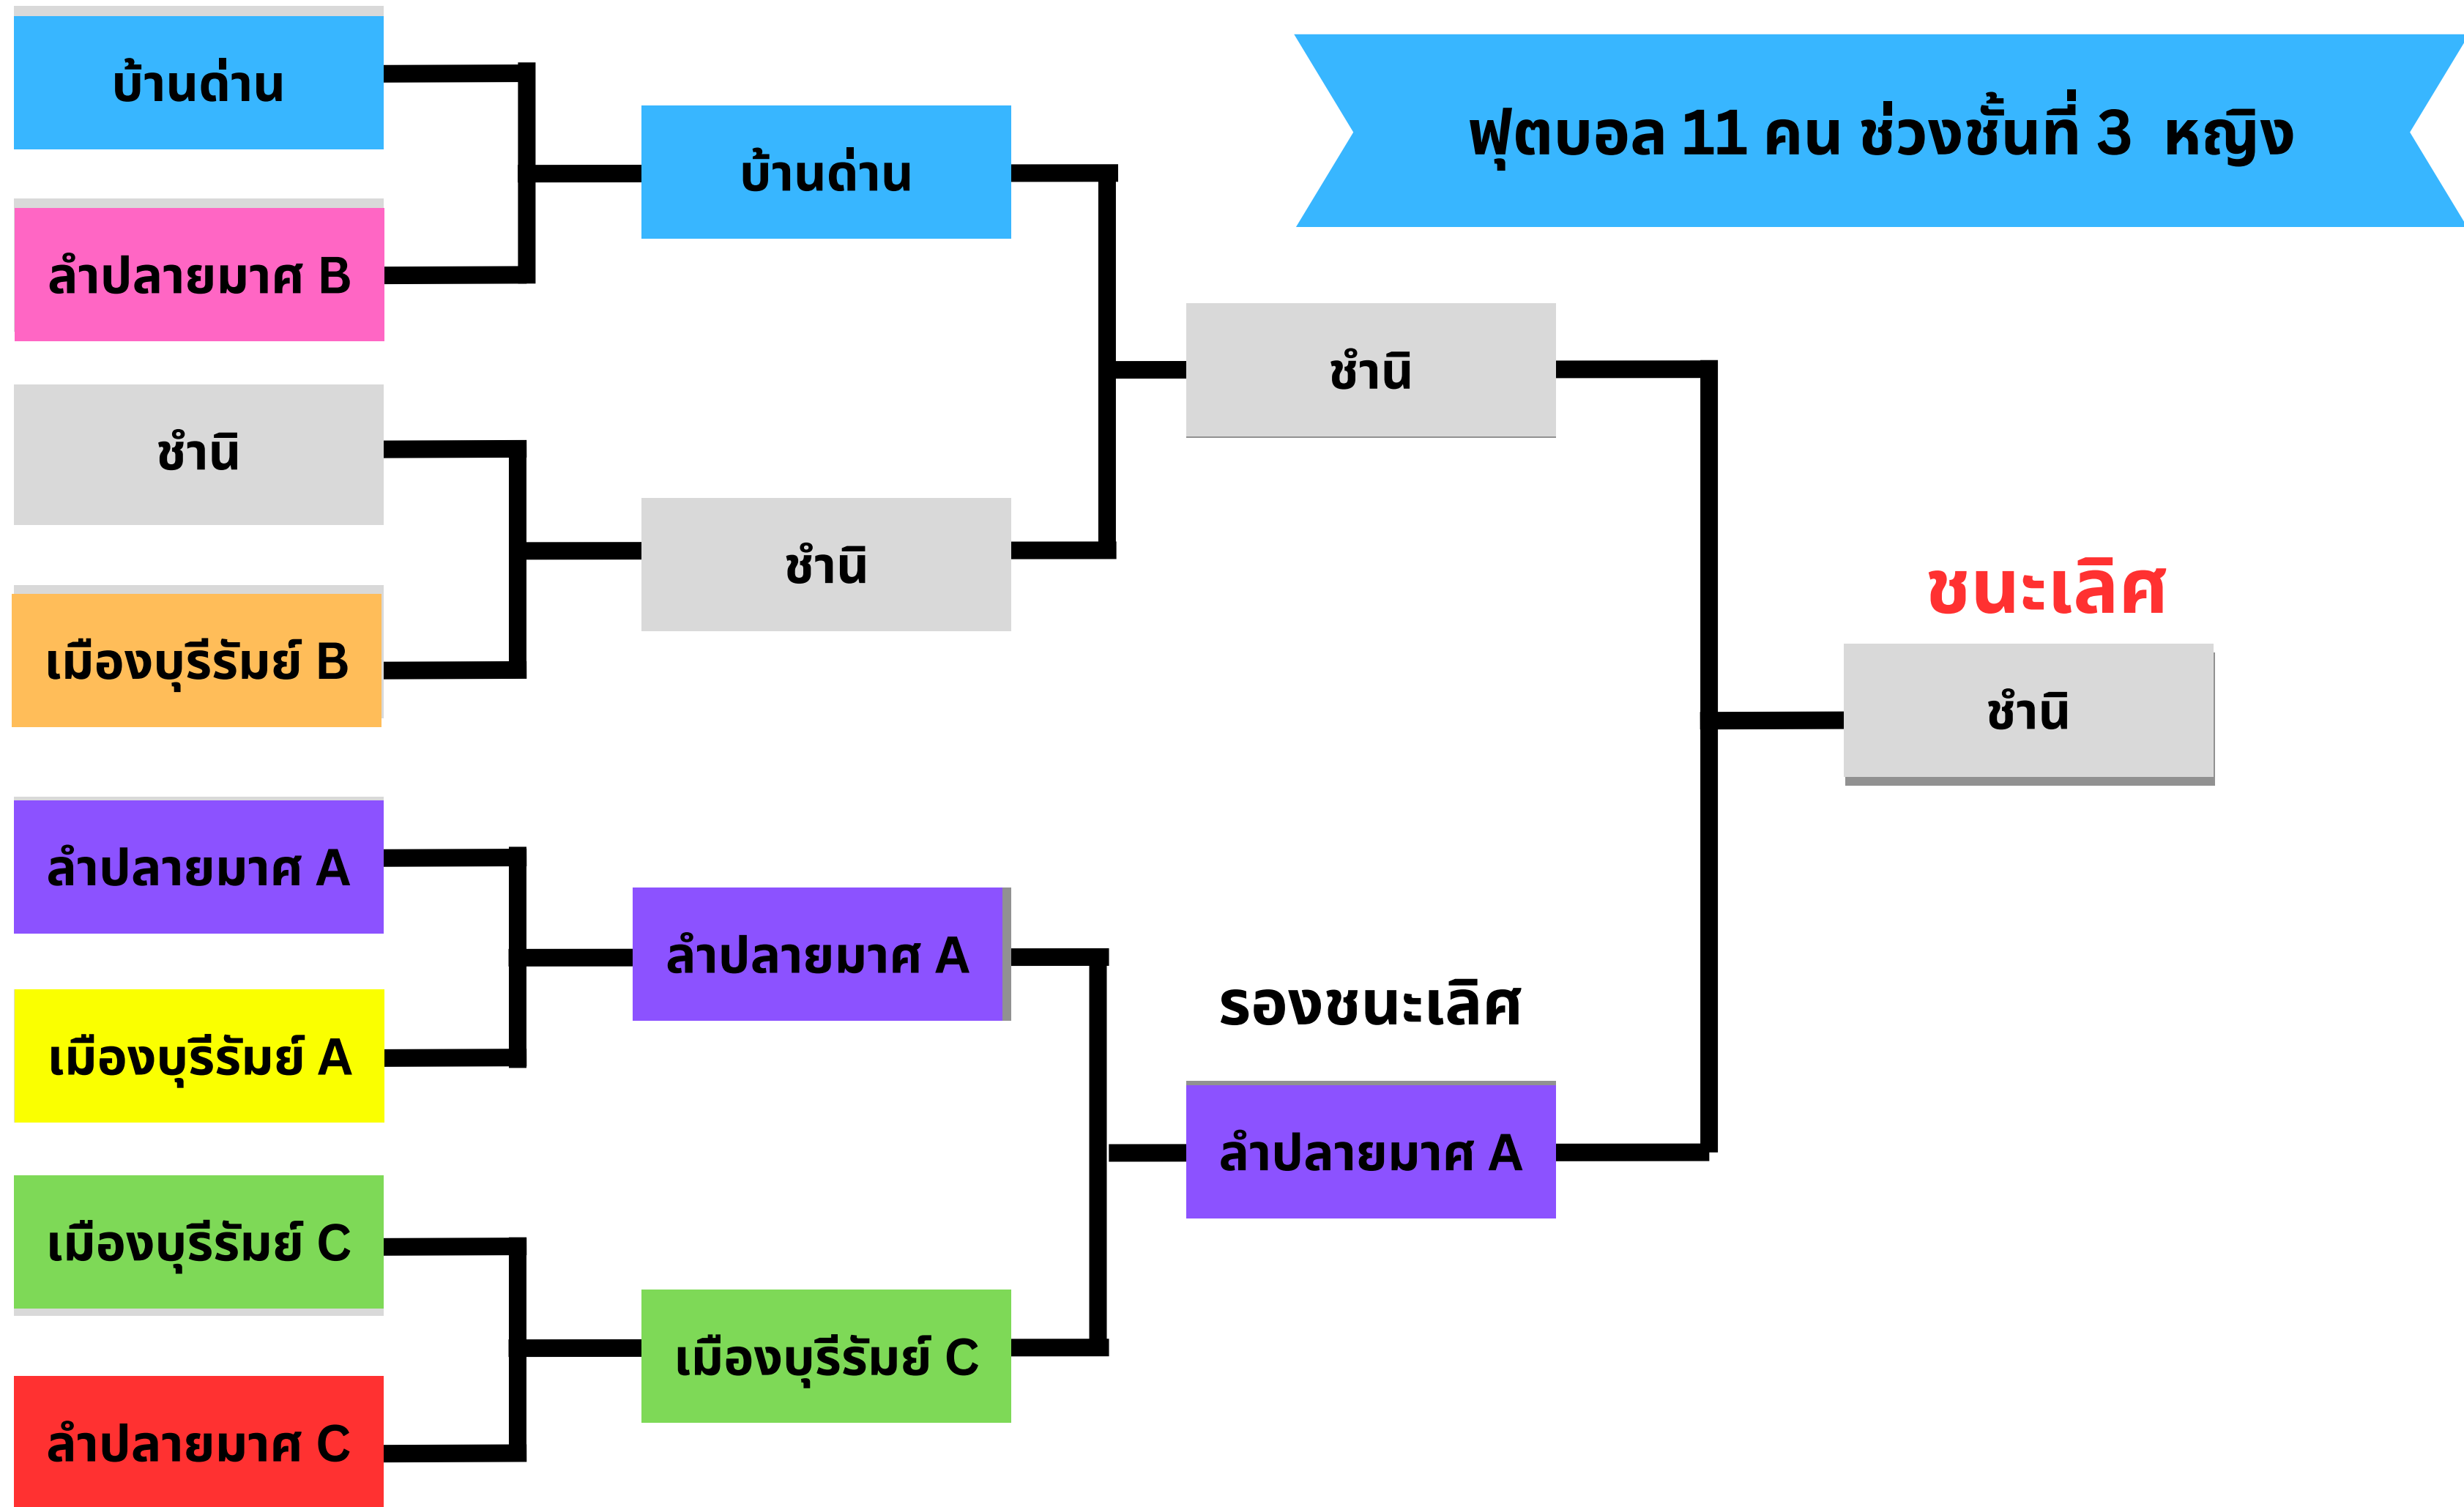 ฟุตบอล 11 คน ช่วงชั้นที่ 3 หญิง
บ้านด่าน
ลำปลายมาศ B
ชำนิ
เมืองบุรีรัมย์ B
ลำปลายมาศ A
เมืองบุรีรัมย์ A
เมืองบุรีรัมย์ C
ลำปลายมาศ C
บ้านด่าน
ชำนิ
ลำปลายมาศ A
เมืองบุรีรัมย์ C
ชำนิ
รองชนะเลิศ
ลำปลายมาศ A
ชนะเลิศ
ชำนิ